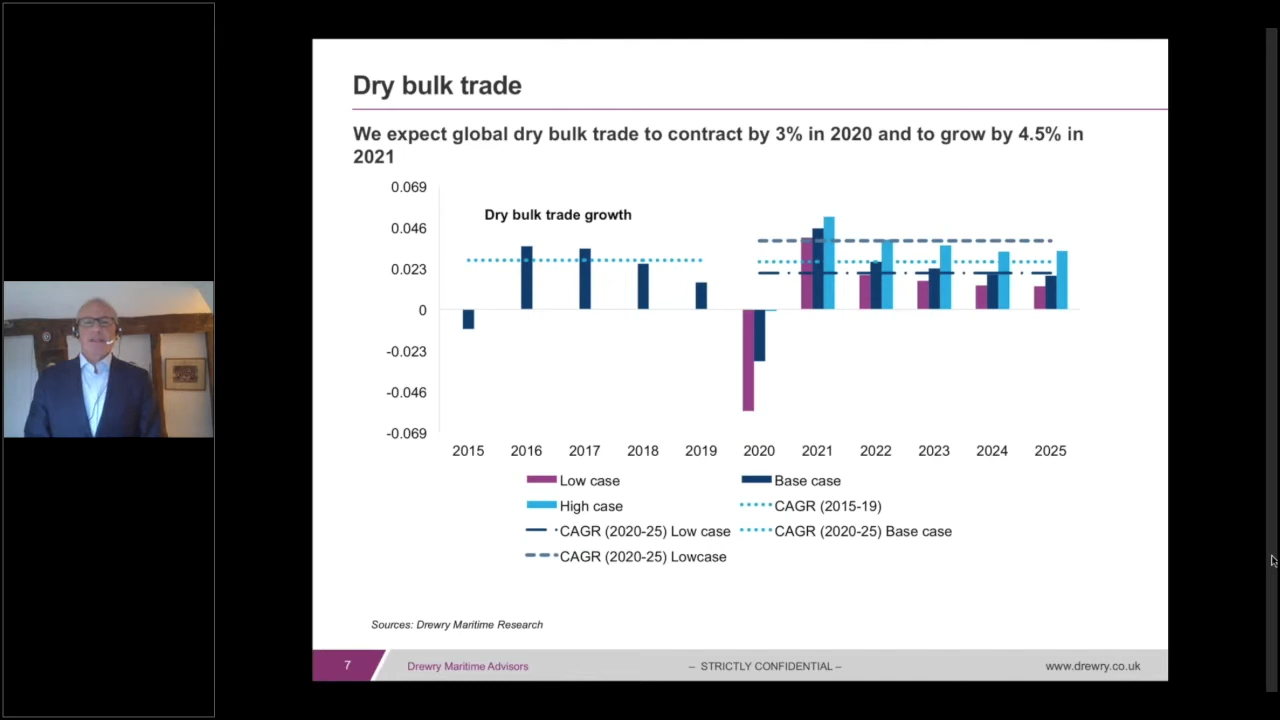 Dry bulk trade
We expect global dry bulk trade to contract by 3% in 2020 and to grow by 4.5% in
2021
0.069
0.046
0.023
0
-0.023
-0.046
-0.069
Dry bulk trade growth
2015 2016 2017 2018 2019 2020 2021 2022 2023 2024 2025
Low case Base case
High case CAGR (2015-19)
CAGR (2020-25) Low case CAGR (2020-25) Base case
CAGR (2020-25) Lowcase
Sources: Drewry Maritime Research
7 Drewry Maritime Advisors – STRICTLY CONFIDENTIAL – www.drewry.co.uk